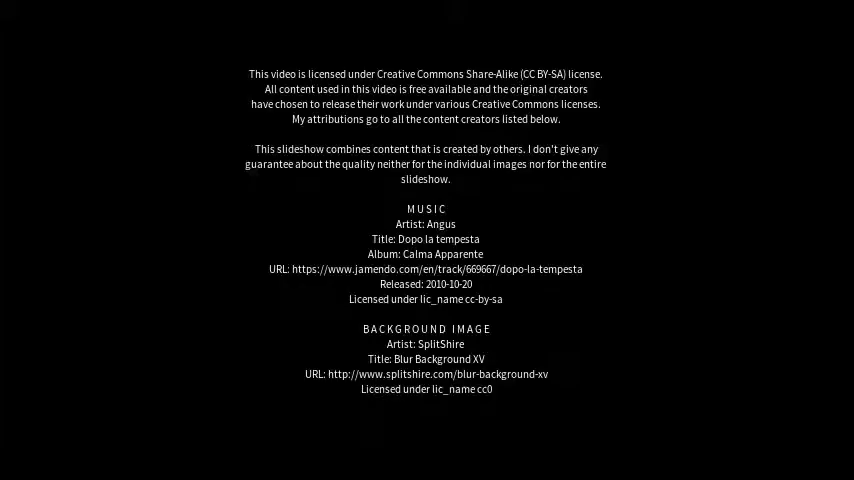 This video is licensed under Creative Commons Share-Alike (CC BY-SA) license.
All content used in this video is free available and the original creators
have chosen to release their work under various Creative Commons licenses.
My attributions go to all the content creators listed below.
This slideshow combines content that is created by others. I don't give any
guarantee about the quality neither for the individual images nor for the entire
slideshow.
MUSIC
Artist: Angus
Title: Dopo la tempesta
Album: Calma Apparente
URL: https://www.jamendo.com/en/track/669667/dopo-la-tempesta
Released: 2010-10-20
Licensed under lic_name cc-by-sa
BACKGROUND IMAGE
Artist: SplitShire
Title: Blur Background XV
URL: http://www.splitshire.com/blur-background-xv
Licensed under lic_name cc0